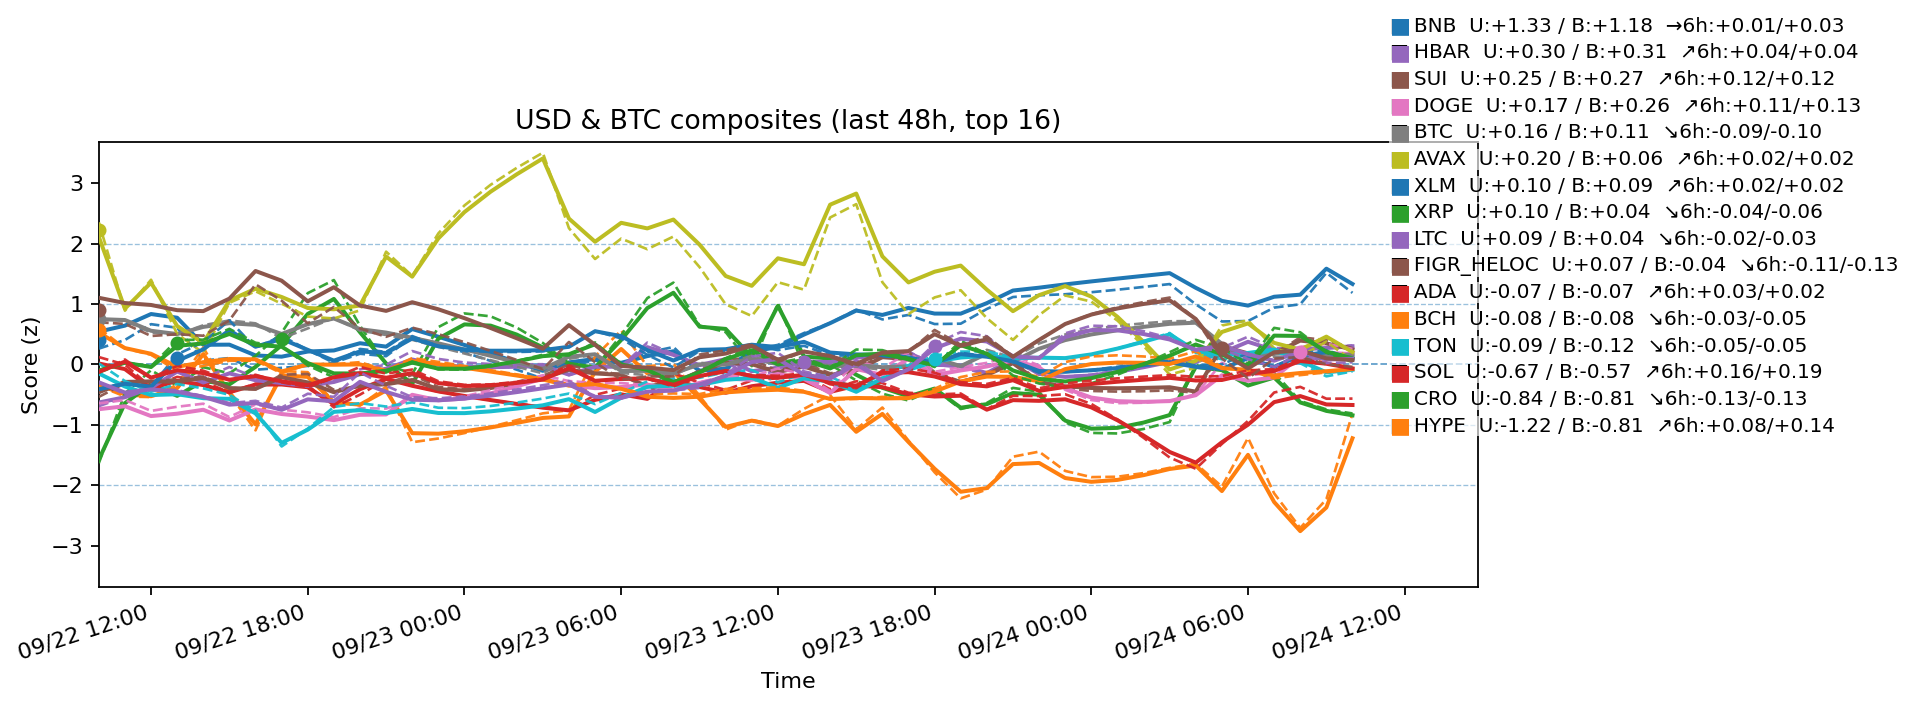 BNB U:+1.33 / B:+1.18 →6h:+0.01/+0.03
HBAR U:+0.30 / B:+0.31 ↗6h:+0.04/+0.04
SUI U:+0.25 / B:+0.27 ↗6h:+0.12/+0.12
DOGE U:+0.17 / B:+0.26 ↗6h:+0.11/+0.13
BTC U:+0.16 / B:+0.11 ↘6h:-0.09/-0.10
AVAX U:+0.20 / B:+0.06 ↗6h:+0.02/+0.02
XLM U:+0.10 / B:+0.09 ↗6h:+0.02/+0.02
XRP U:+0.10 / B:+0.04 ↘6h:-0.04/-0.06
LTC U:+0.09 / B:+0.04 ↘6h:-0.02/-0.03
FIGR_HELOC U:+0.07 / B:-0.04 ↘6h:-0.11/-0.13
ADA U:-0.07 / B:-0.07 ↗6h:+0.03/+0.02
BCH U:-0.08 / B:-0.08 ↘6h:-0.03/-0.05
TON U:-0.09 / B:-0.12 ↘6h:-0.05/-0.05
SOL U:-0.67 / B:-0.57 ↗6h:+0.16/+0.19
CRO U:-0.84 / B:-0.81 ↘6h:-0.13/-0.13
HYPE U:-1.22 / B:-0.81 ↗6h:+0.08/+0.14
USD & BTC composites (last 48h, top 16)
Score (z)
3
2
1
0
−1
−2
−3
09/22 12:00
09/22 18:00
09/23 00:00
09/23 06:00
09/23 12:00
09/23 18:00
09/24 00:00
09/24 06:00
09/24 12:00
Time